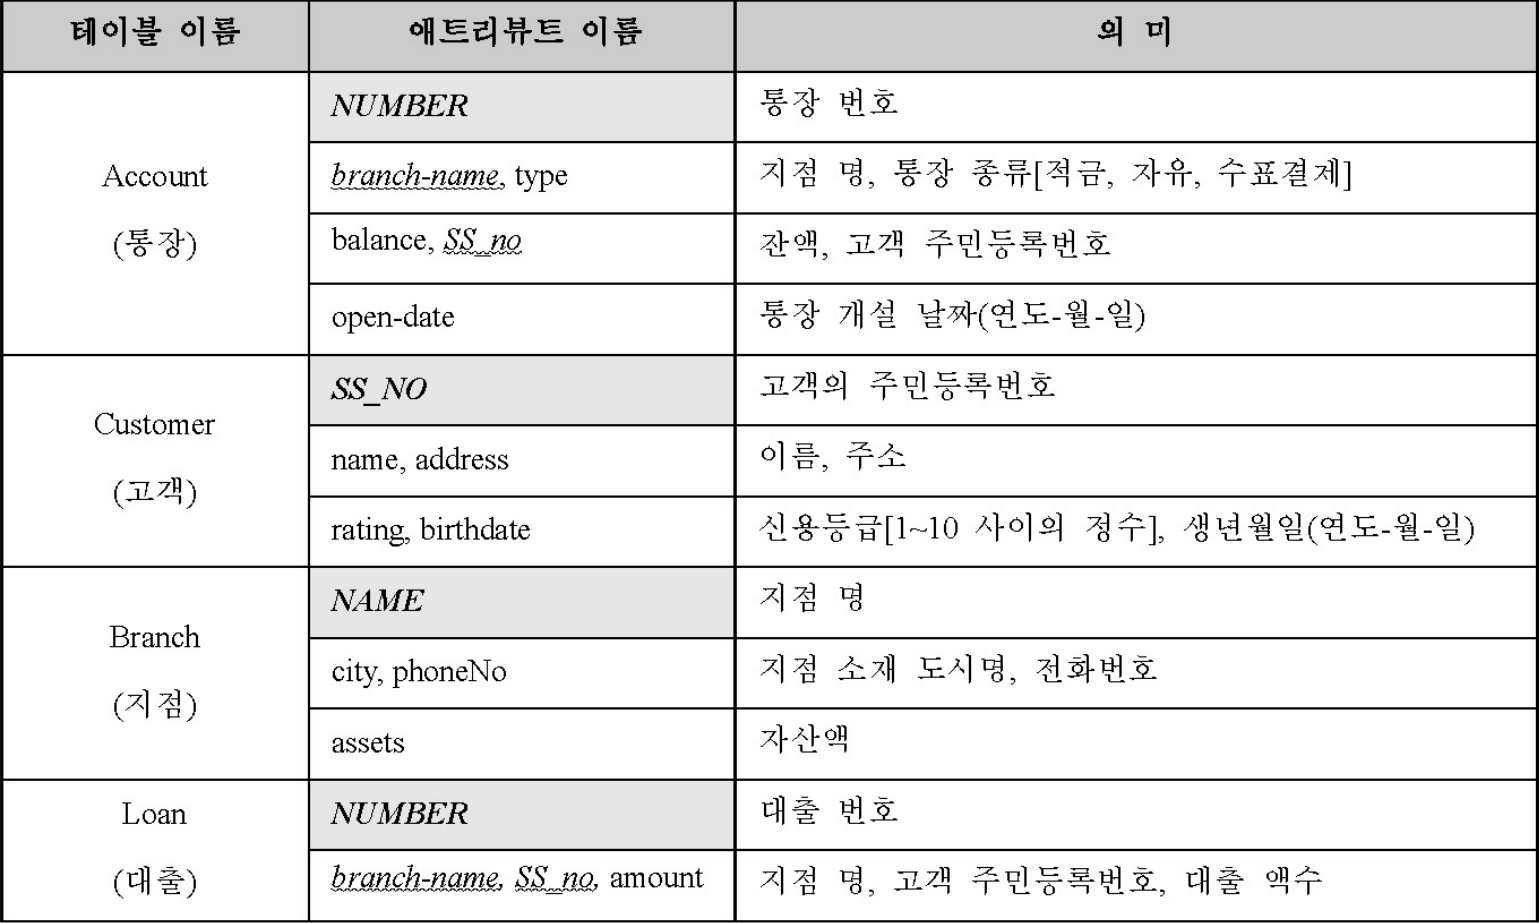 테이블 이름 애트리뷰트 이름 의 미
Account
(통장)
NUMBER 통장 번호
branch-name, type 지점 명, 통장 종류[적금, 자유, 수표결제]
balance, SS_no 잔액, 고객 주민등록번호
open-date 통장 개설 날짜(연도-월-일)
Customer
(고객)
SS_NO 고객의 주민등록번호
name, address 이름, 주소
rating, birthdate 신용등급[1~10 사이의 정수], 생년월일(연도-월-일)
Branch
(지점)
NAME 지점 명
city, phoneNo 지점 소재 도시명, 전화번호
assets 자산액
Loan
(대출)
NUMBER 대출 번호
branch-name, SS_no, amount 지점 명, 고객 주민등록번호, 대출 액수